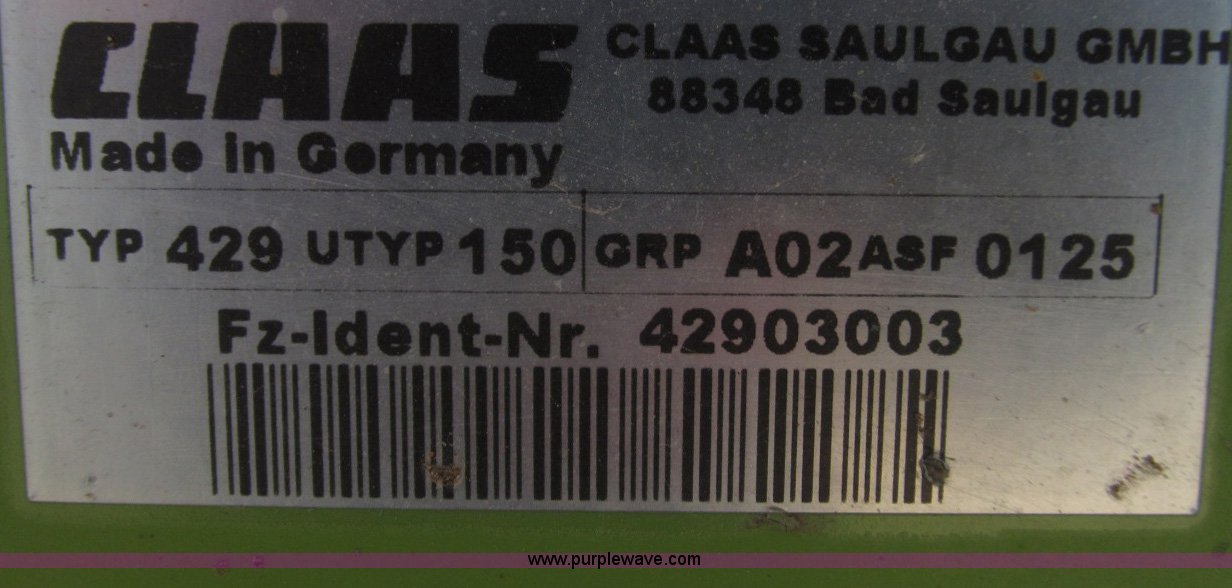 CLAAS
CLAAS SAULGAU GMBH
88348 Bad Saulgau
Made in Germany
TYP 429 UTYP 150 GRP A02 ASF 0125
Fz-Ident-Nr. 42903003
www.purplewave.com